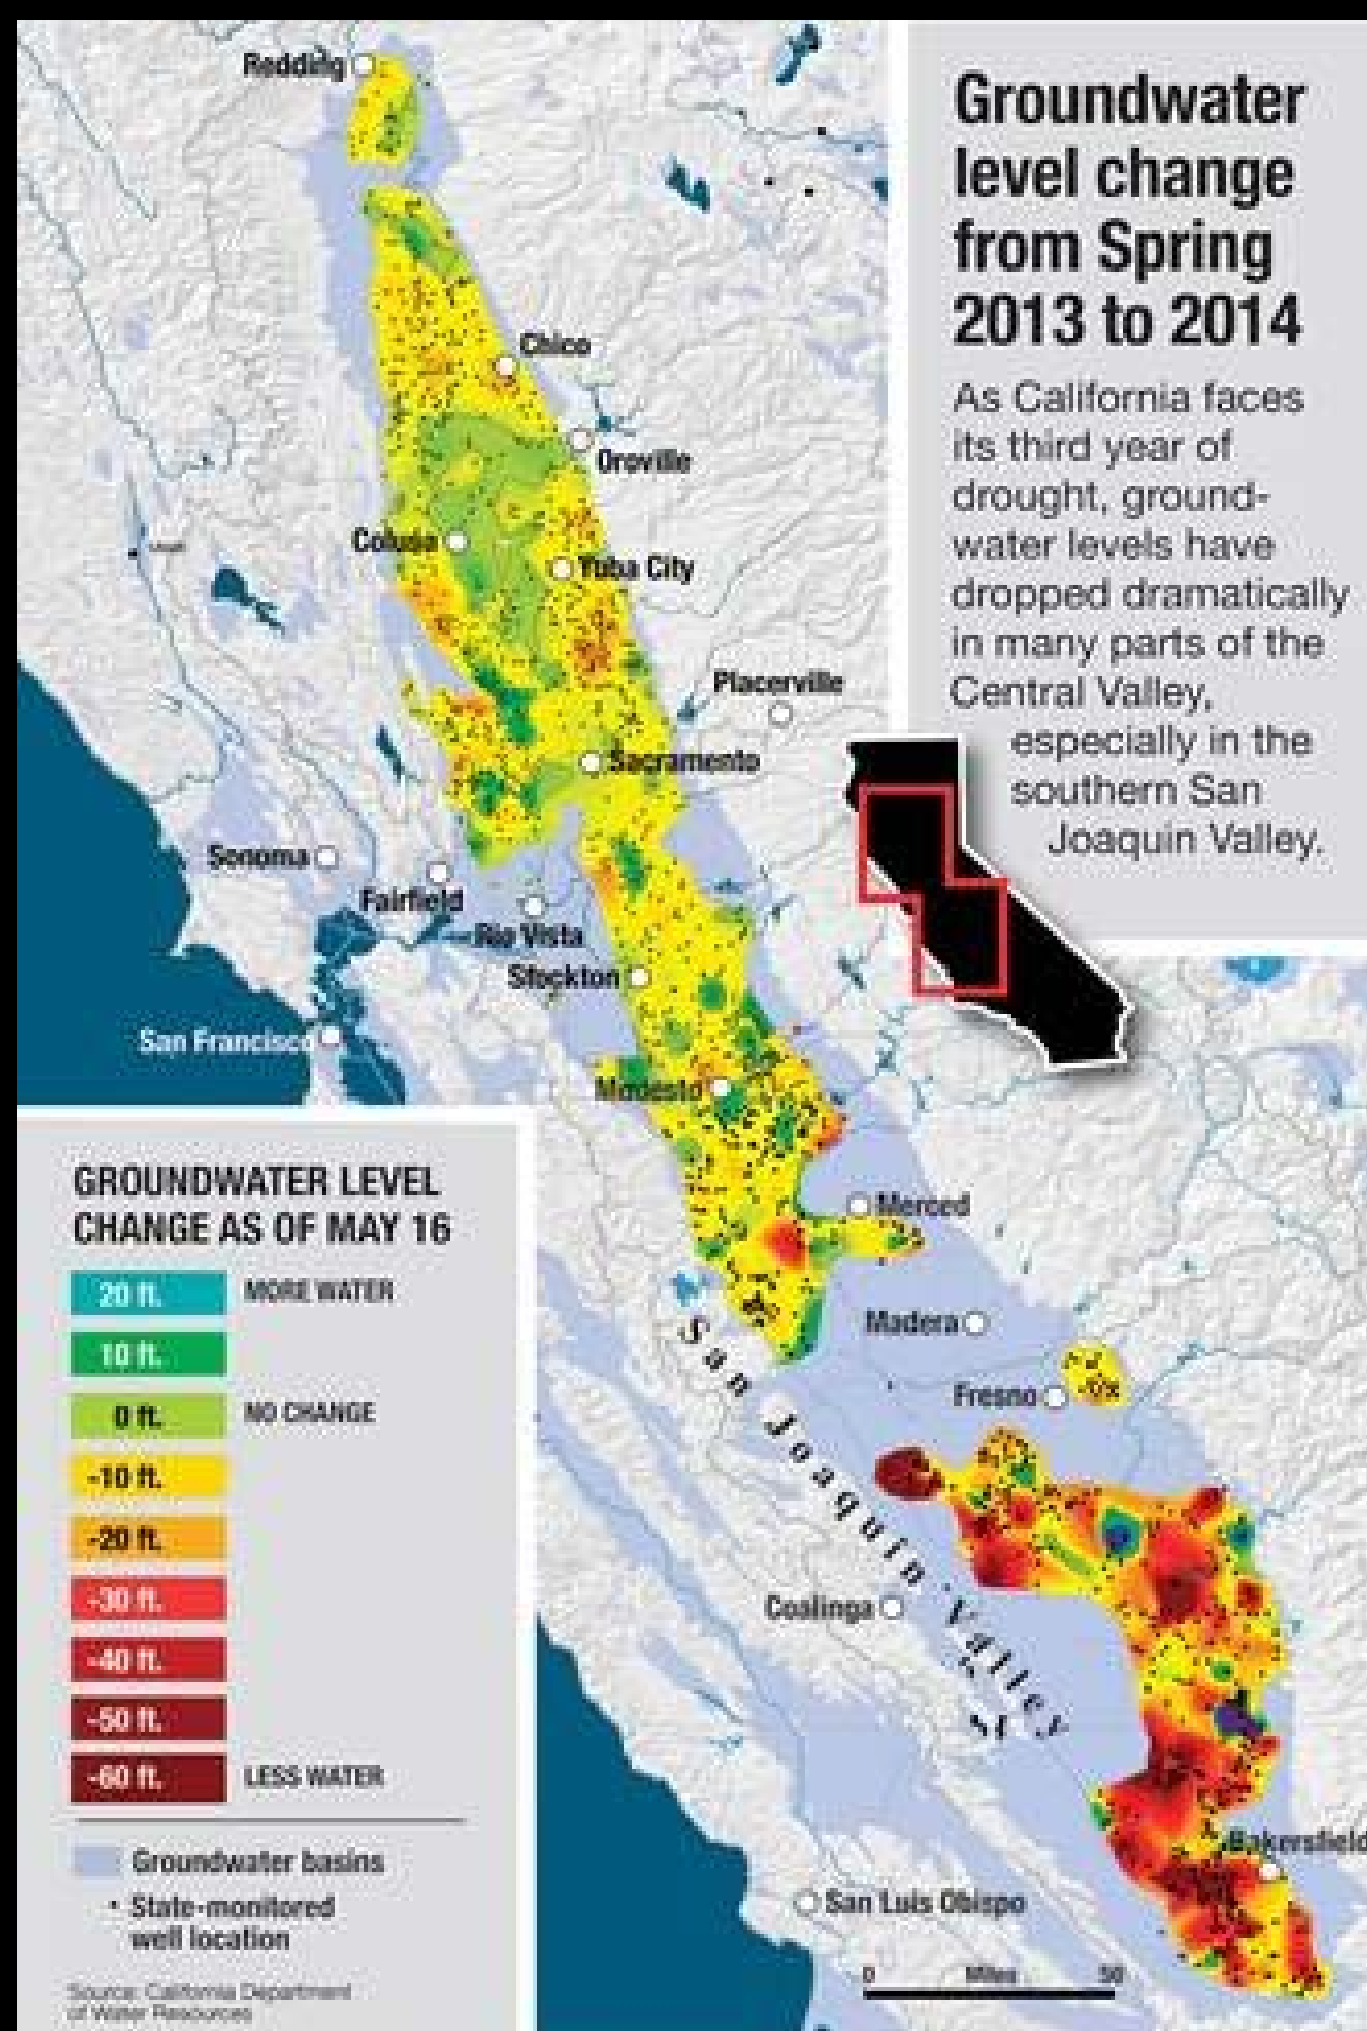 Groundwater
level change
from Spring
2013 to 2014
As California faces
its third year of
drought, ground-
water levels have
dropped dramatically
in many parts of the
Central Valley,
especially in the
southern San
Joaquin Valley.
Redding
Chico
Oroville
Colusa
Yuba City
Placerville
Sacramento
Sonoma
Fairfield
Rio Vista
Stockton
San Francisco
Modesto
Merced
Madera
Fresno
San Joaquin Valley
Coalinga
Bakersfield
San Luis Obispo
0 Miles 50
GROUNDWATER LEVEL
CHANGE AS OF MAY 16
20 ft. MORE WATER
10 ft.
0 ft. NO CHANGE
-10 ft.
-20 ft.
-30 ft.
-40 ft.
-50 ft.
-60 ft. LESS WATER
Groundwater basins
• State-monitored
well location
Source: California Department
of Water Resources